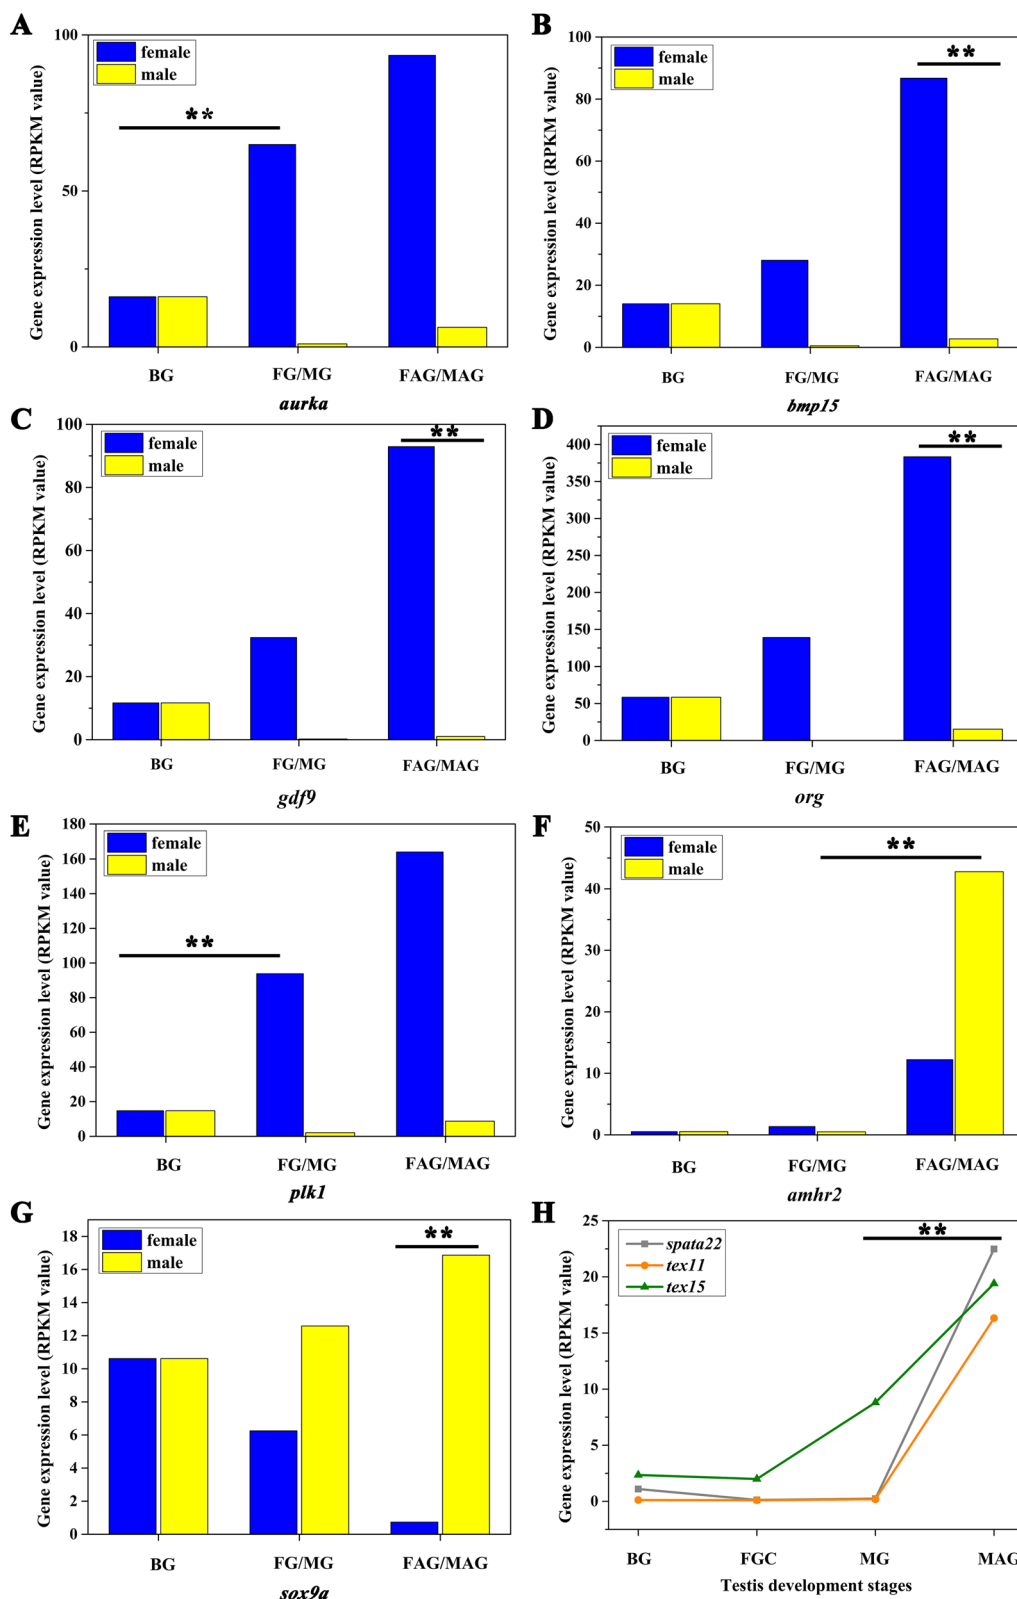 A
Gene expression level (RPKM value)
100
50
0
female
male
**
BG
FG/MG
FAG/MAG
aurka
B
Gene expression level (RPKM value)
100
80
60
40
20
0
female
male
**
BG
FG/MG
FAG/MAG
bmp15
C
Gene expression level (RPKM value)
100
80
60
40
20
0
female
male
**
BG
FG/MG
FAG/MAG
gdf9
D
Gene expression level (RPKM value)
400
350
300
250
200
150
100
50
0
female
male
**
BG
FG/MG
FAG/MAG
org
E
Gene expression level (RPKM value)
180
160
140
120
100
80
60
40
20
0
female
male
**
BG
FG/MG
FAG/MAG
plk1
F
Gene expression level (RPKM value)
50
40
30
20
10
0
female
male
**
BG
FG/MG
FAG/MAG
amhr2
G
Gene expression level (RPKM value)
18
16
14
12
10
8
6
4
2
0
female
male
**
BG
FG/MG
FAG/MAG
sox9a
H
Gene expression level (RPKM value)
25
20
15
10
5
0
spata22
tex11
tex15
**
BG
FGC
MG
MAG
Testis development stages